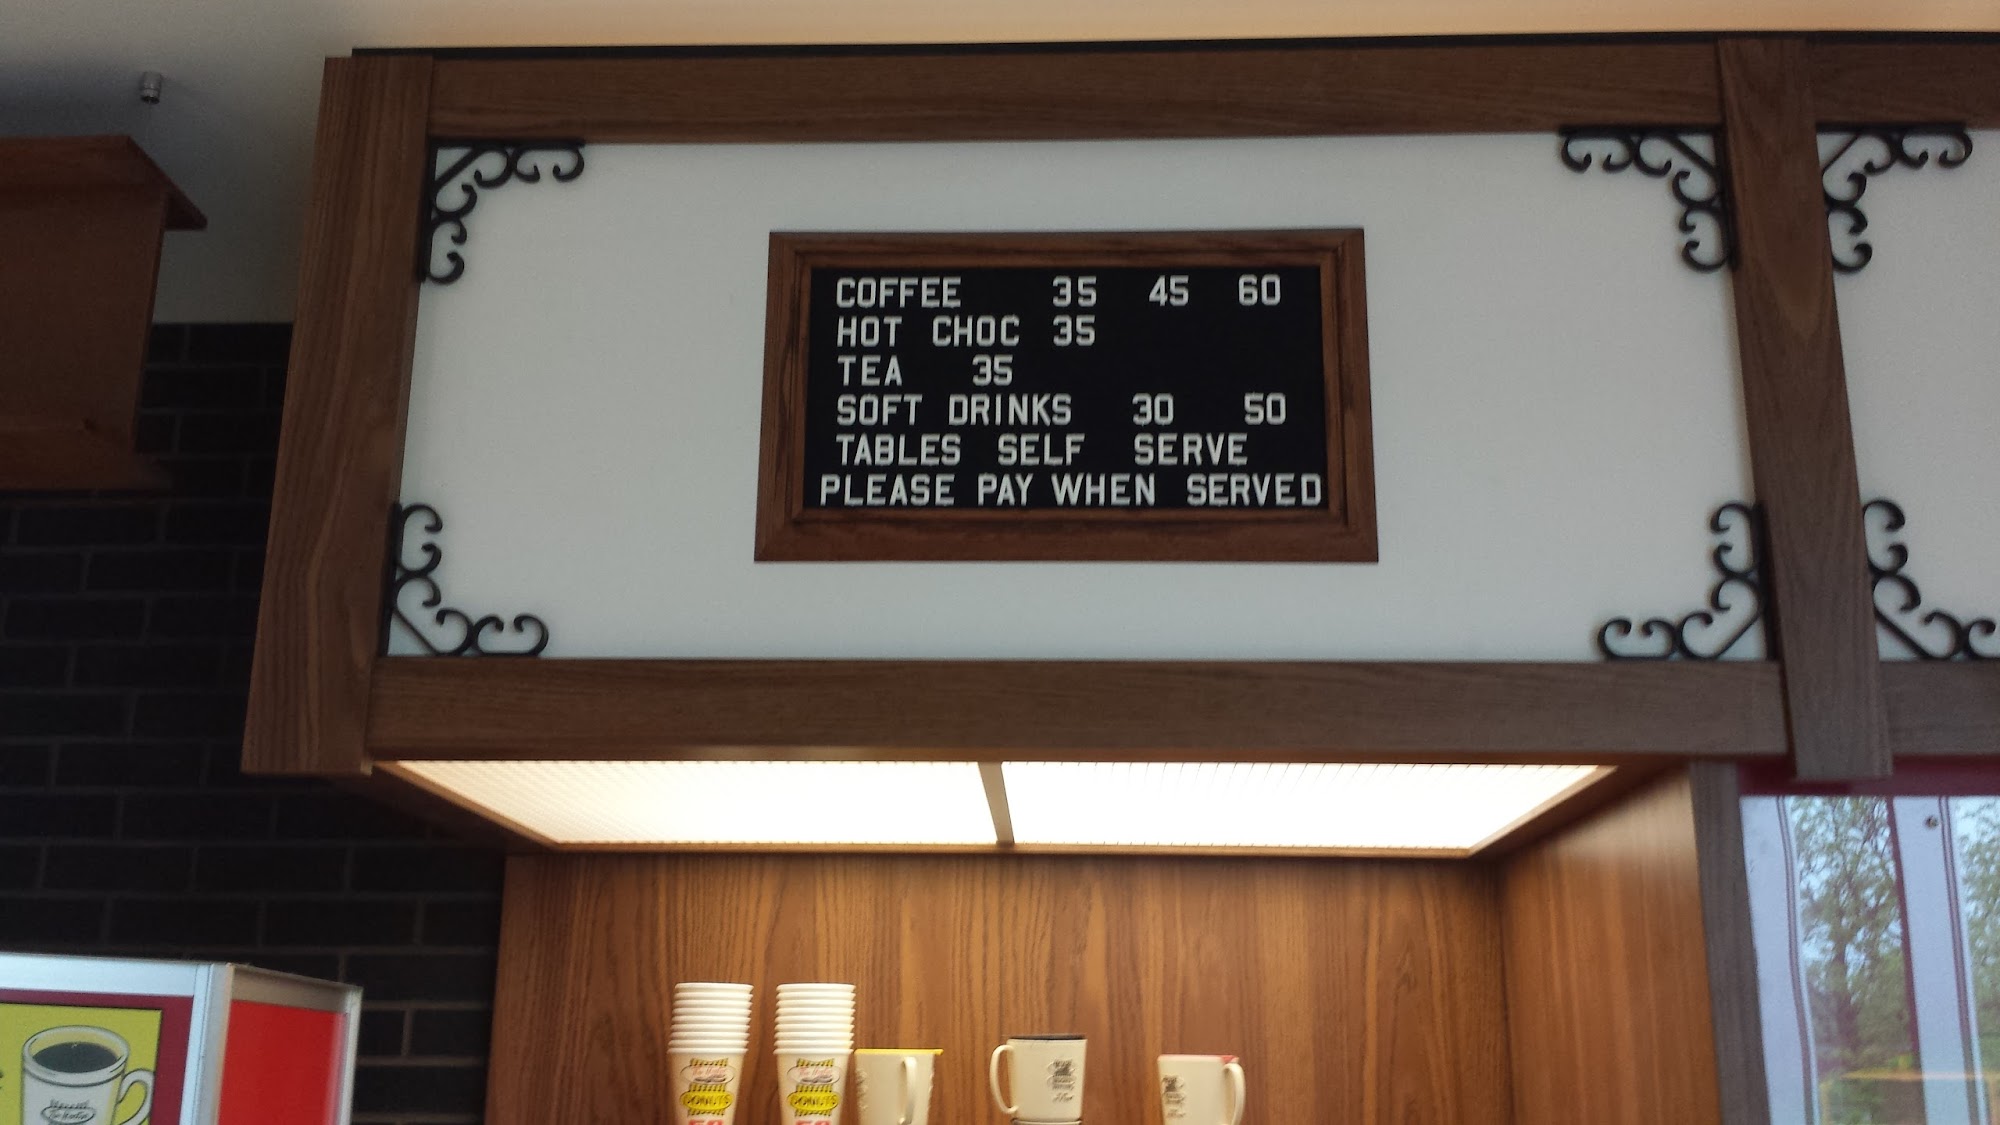 COFFEE 35 45 60
HOT CHOC 35
TEA 35
SOFT DRINKS 30 50
TABLES SELF SERVE
PLEASE PAY WHEN SERVED
DONUTS
DONUTS